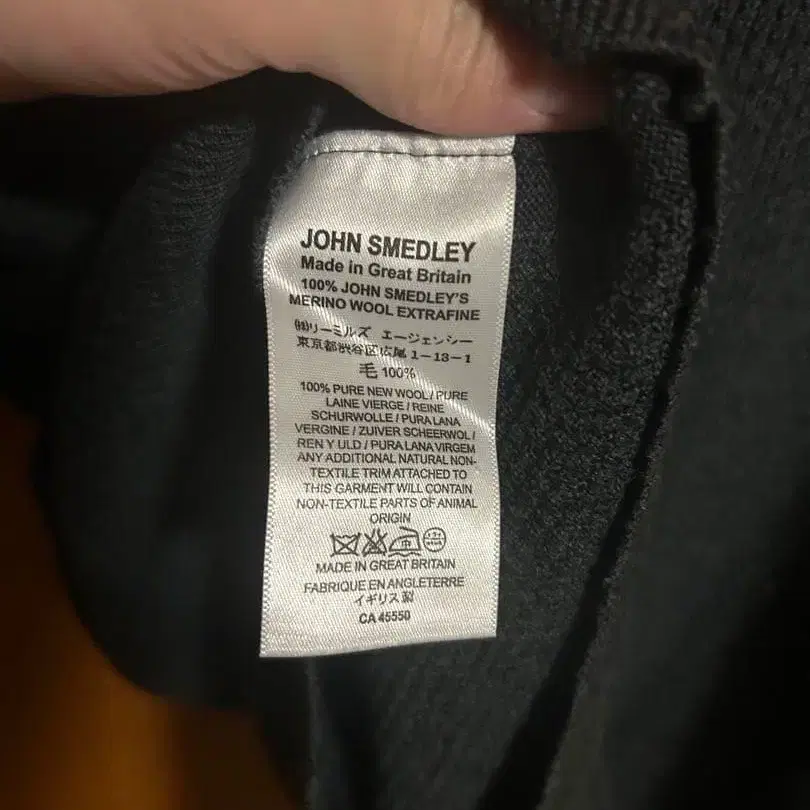 JOHN SMEDLEY
Made in Great Britain
100% JOHN SMEDLEY'S
MERINO WOOL EXTRAFINE
㈱リーミルズ エージェンシー
東京都渋谷区広尾 1-13-1
毛 100%
100% PURE NEW WOOL / PURE
LAINE VIERGE / REINE
SCHURWOLLE / PURA LANA
VERGINE / ZUIVER SCHEERWOL /
REN Y ULD / PURA LANA VIRGEM
ANY ADDITIONAL NATURAL NON-
TEXTILE TRIM ATTACHED TO
THIS GARMENT WILL CONTAIN
NON-TEXTILE PARTS OF ANIMAL
ORIGIN
MADE IN GREAT BRITAIN
FABRIQUE EN ANGLETERRE
イギリス製
CA 45550